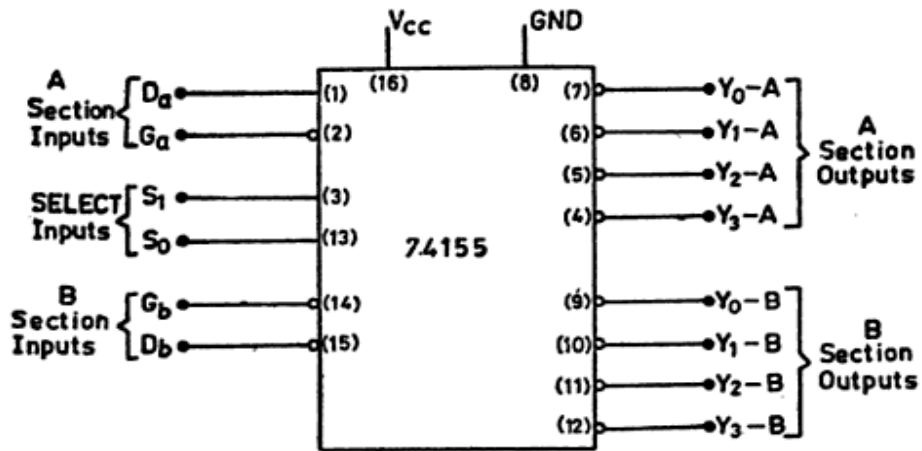 Vcc GND
A Section Inputs
Da (1)
Ga (2)
SELECT Inputs
S1 (3)
S0 (13)
B Section Inputs
Gb (14)
Db (15)
(16) (8)
74155
(7) Y0-A
(6) Y1-A
(5) Y2-A
(4) Y3-A
A Section Outputs
(9) Y0-B
(10) Y1-B
(11) Y2-B
(12) Y3-B
B Section Outputs